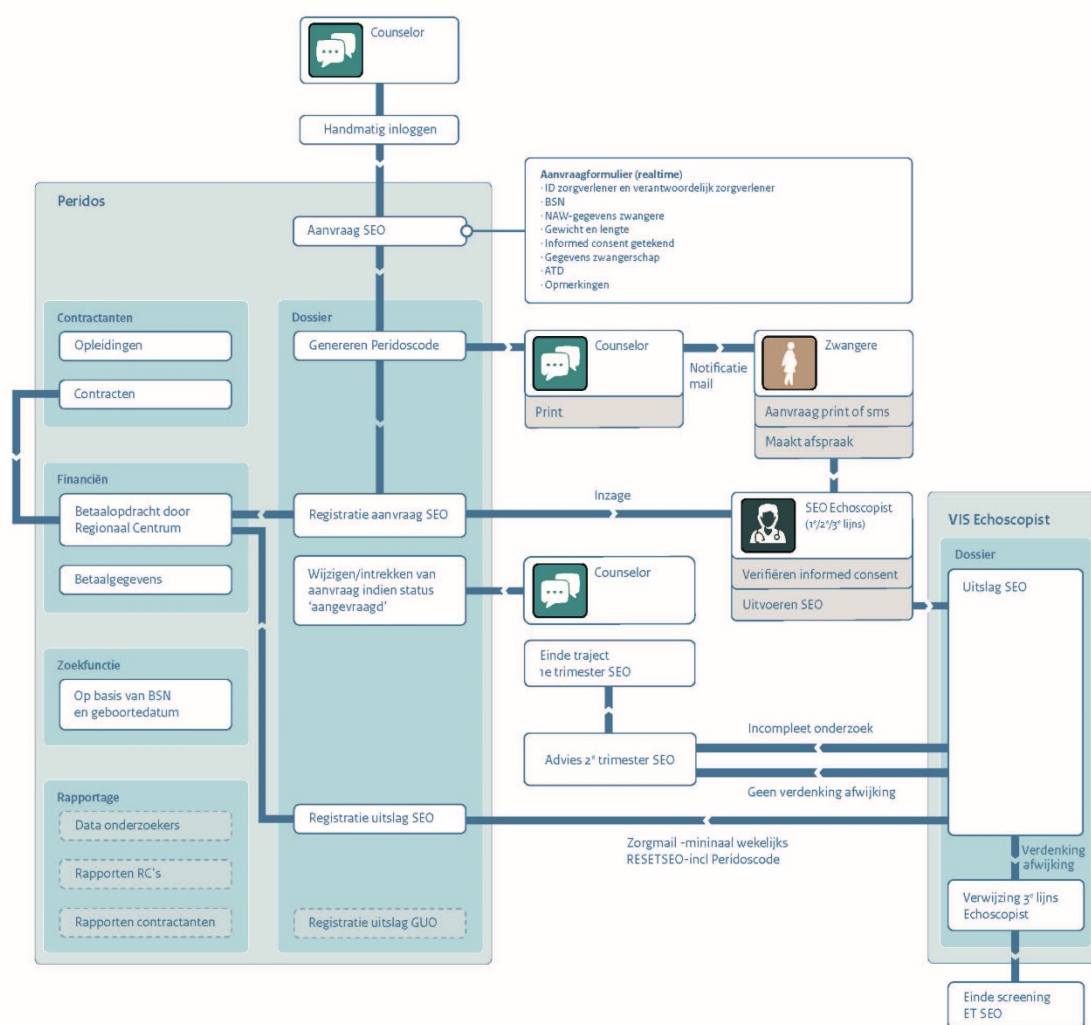 Counselor
Handmatig inloggen
Peridos
Aanvraag SEO
Aanvraagformulier (realtime)
· ID zorgverlener en verantwoordelijk zorgverlener
· BSN
· NAW-gegevens zwangere
· Gewicht en lengte
· Informed consent getekend
· Gegevens zwangerschap
· ATD
· Opmerkingen
Contractanten
Opleidingen
Contracten
Dossier
Genereren Peridoscode
Counselor
Print
Notificatie
mail
Zwangere
Aanvraag print of sms
Maakt afspraak
Financiën
Betaalopdracht door
Regionaal Centrum
Betaalgegevens
Registratie aanvraag SEO
Inzage
SEO Echoscopist
(1ᵉ/2ᵉ/3ᵉ lijns)
Verifiëren informed consent
Uitvoeren SEO
Wijzigen/intrekken van
aanvraag indien status
‘aangevraagd’
Counselor
VIS Echoscopist
Dossier
Uitslag SEO
Zoekfunctie
Op basis van BSN
en geboortedatum
Einde traject
1e trimester SEO
Advies 2ᵉ trimester SEO
Incompleet onderzoek
Geen verdenking afwijking
Rapportage
Data onderzoekers
Rapporten RC's
Rapporten contractanten
Registratie uitslag SEO
Zorgmail -mininaal wekelijks
RESETSEO-incl Peridoscode
Registratie uitslag GUO
Verdenking
afwijking
Verwijzing 3ᵉ lijns
Echoscopist
Einde screening
ET SEO